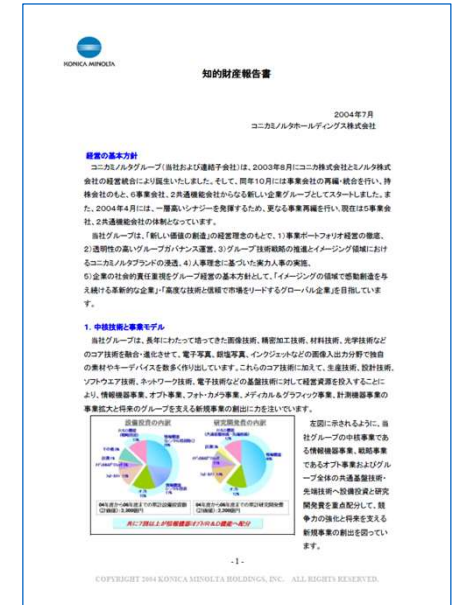 KONICA MINOLTA
知的財産報告書
2004年7月
コニカミノルタホールディングス株式会社
経営の基本方針
コニカミノルタグループ(当社および連結子会社)は、2003年8月にコニカ株式会社とミノルタ株式
会社の経営統合により誕生いたしました。そして、同年10月には事業会社の再編・統合を行い、持
株会社のもと、6事業会社、2共通機能会社からなる新しい企業グループとしてスタートしました。ま
た、2004年4月には、一層高いシナジーを発揮するため、更なる事業再編を行い、現在は5事業会
社、2共通機能会社の体制となっています。
当社グループは、「新しい価値の創造」の経営理念のもとで、1)事業ポートフォリオ経営の徹底、
2)透明性の高いグループガバナンス運営、3)グループ技術戦略の推進とイメージング領域におけ
るコニカミノルタブランドの浸透、4)人事理念に基づいた実力人事の実施、
5)企業の社会的責任重視をグループ経営の基本方針として、「イメージングの領域で感動創造を与
え続ける革新的な企業」・「高度な技術と信頼で市場をリードするグローバル企業」を目指していま
す。
1. 中核技術と事業モデル
当社グループは、長年にわたって培ってきた画像技術、精密加工技術、材料技術、光学技術など
のコア技術を融合・進化させて、電子写真、銀塩写真、インクジェットなどの画像入出力分野で独自
の素材やキーデバイスを数多く作り出しています。これらのコア技術に加えて、生産技術、設計技術、
ソフトウエア技術、ネットワーク技術、電子技術などの基盤技術に対して経営資源を投入することに
より、情報機器事業、オプト事業、フォト・カメラ事業、メディカル&グラフィック事業、計測機器事業の
事業拡大と将来のグループを支える新規事業の創出に力を注いでいます。
設備投資の内訳
研究開発費の内訳
共に7割以上が情報機器/オプト/R&D機能へ配分
左図に示されるように、当
社グループの中核事業であ
る情報機器事業、戦略事業
であるオプト事業およびグル
ープ全体の共通基盤技術・
先端技術へ設備投資と研究
開発費を重点配分して、競
争力の強化と将来を支える
新規事業の創出を図ってい
ます。
- 1 -
COPYRIGHT 2004 KONICA MINOLTA HOLDINGS, INC. ALL RIGHTS RESERVED.